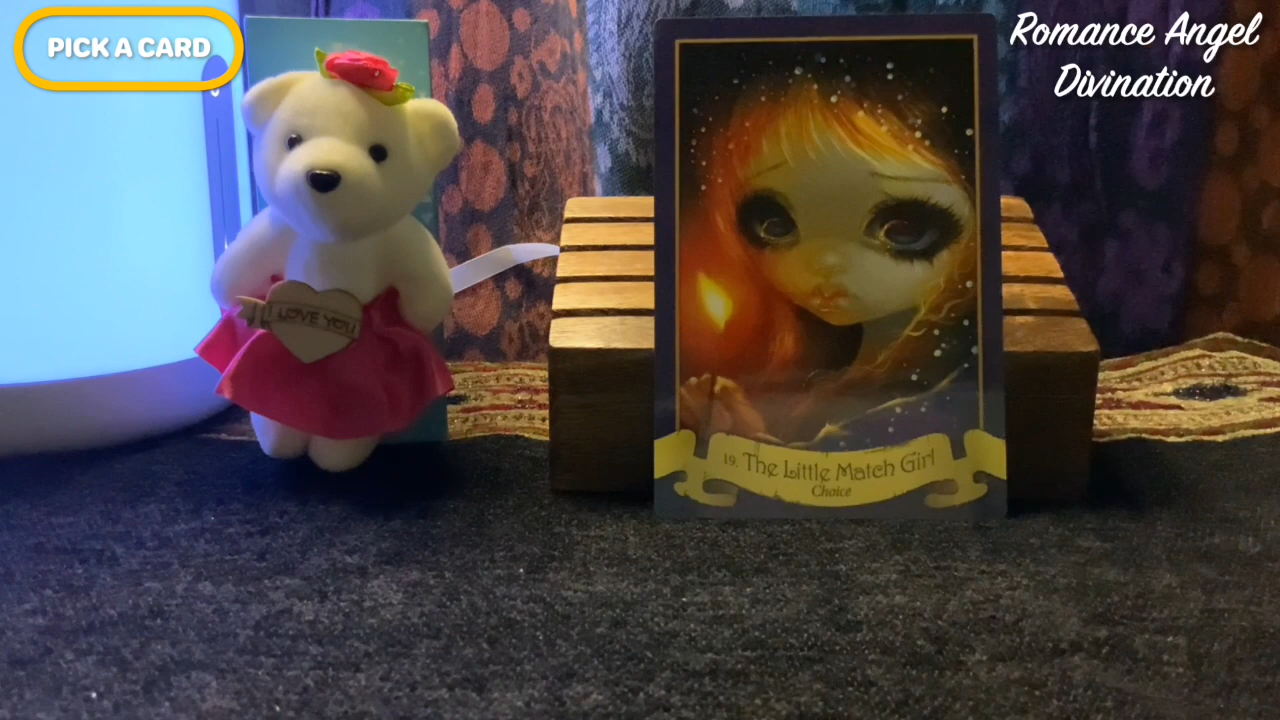 PICK A CARD
Romance Angel
Divination
I LOVE YOU
19. The Little Match Girl
Choice